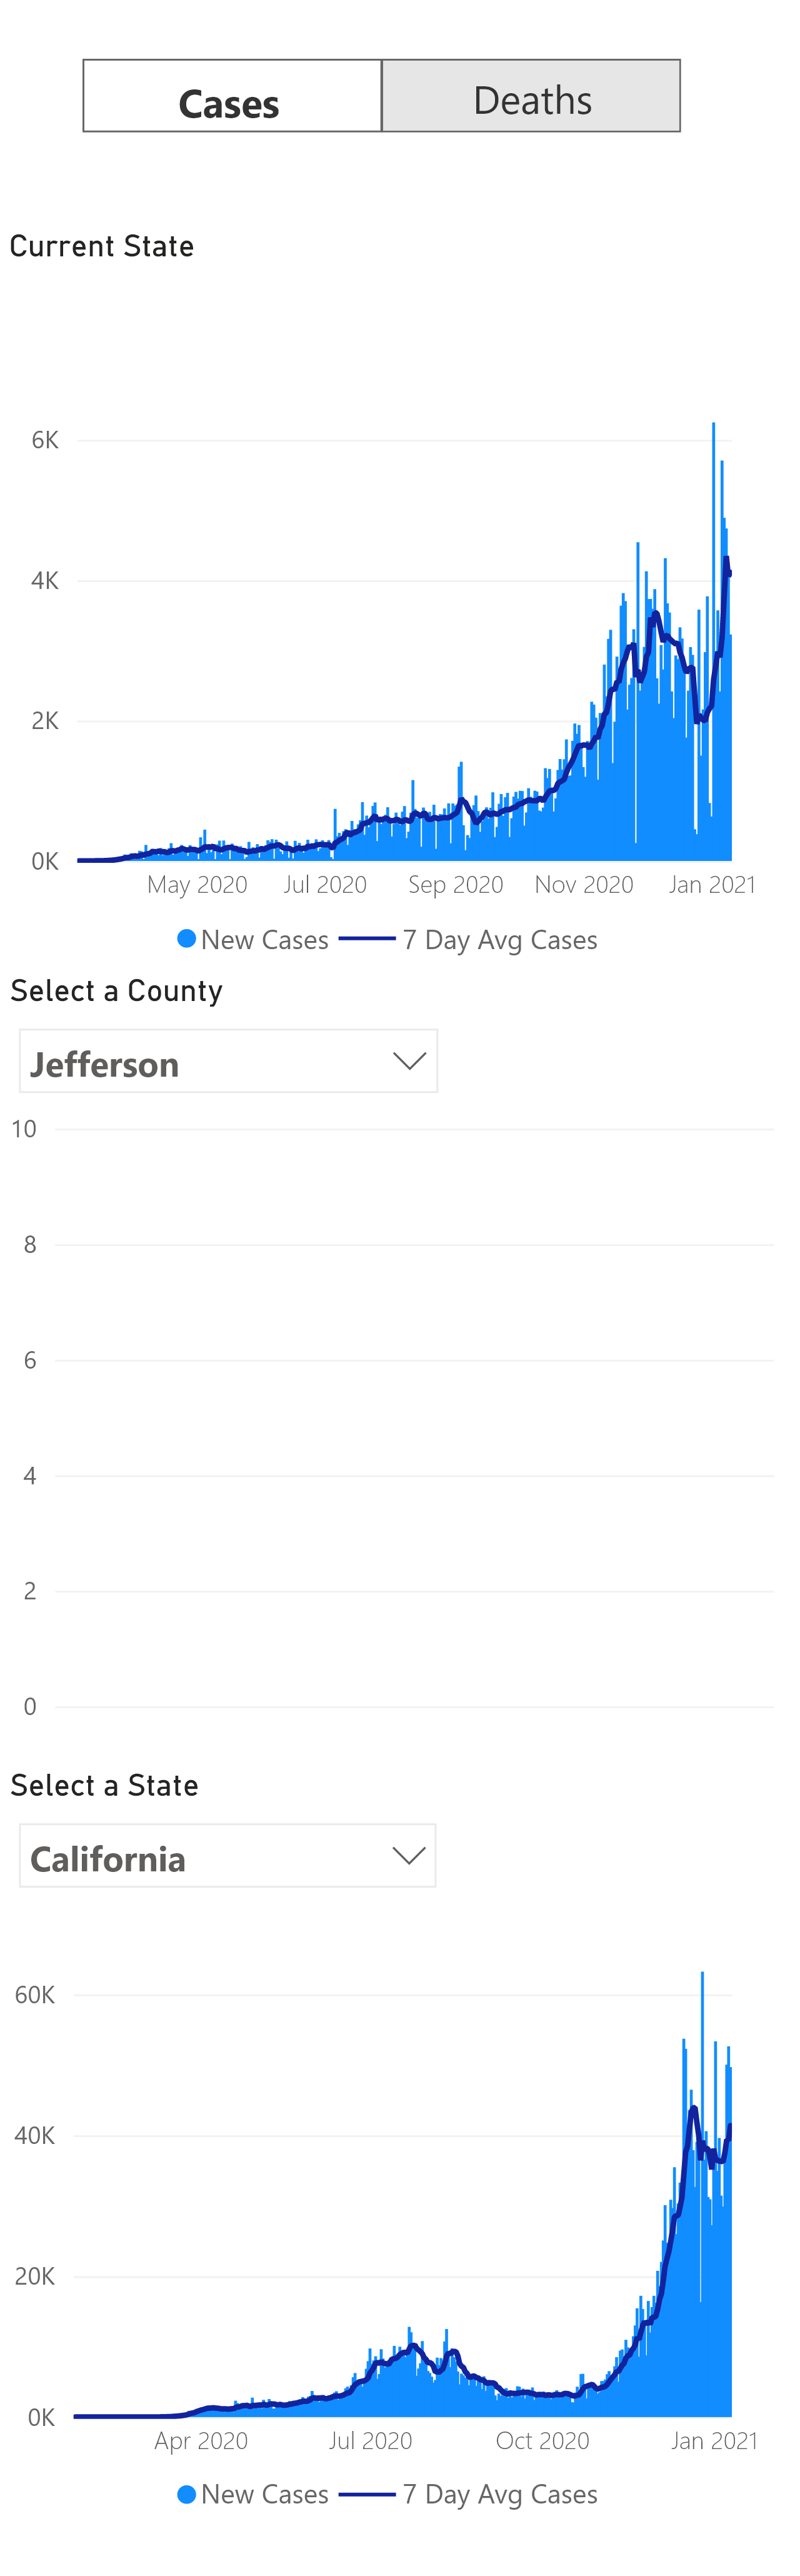 Cases Deaths
Current State
6K
4K
2K
0K
May 2020 Jul 2020 Sep 2020 Nov 2020 Jan 2021
New Cases 7 Day Avg Cases
Select a County
Jefferson
10
8
6
4
2
0
Select a State
California
60K
40K
20K
0K
Apr 2020 Jul 2020 Oct 2020 Jan 2021
New Cases 7 Day Avg Cases